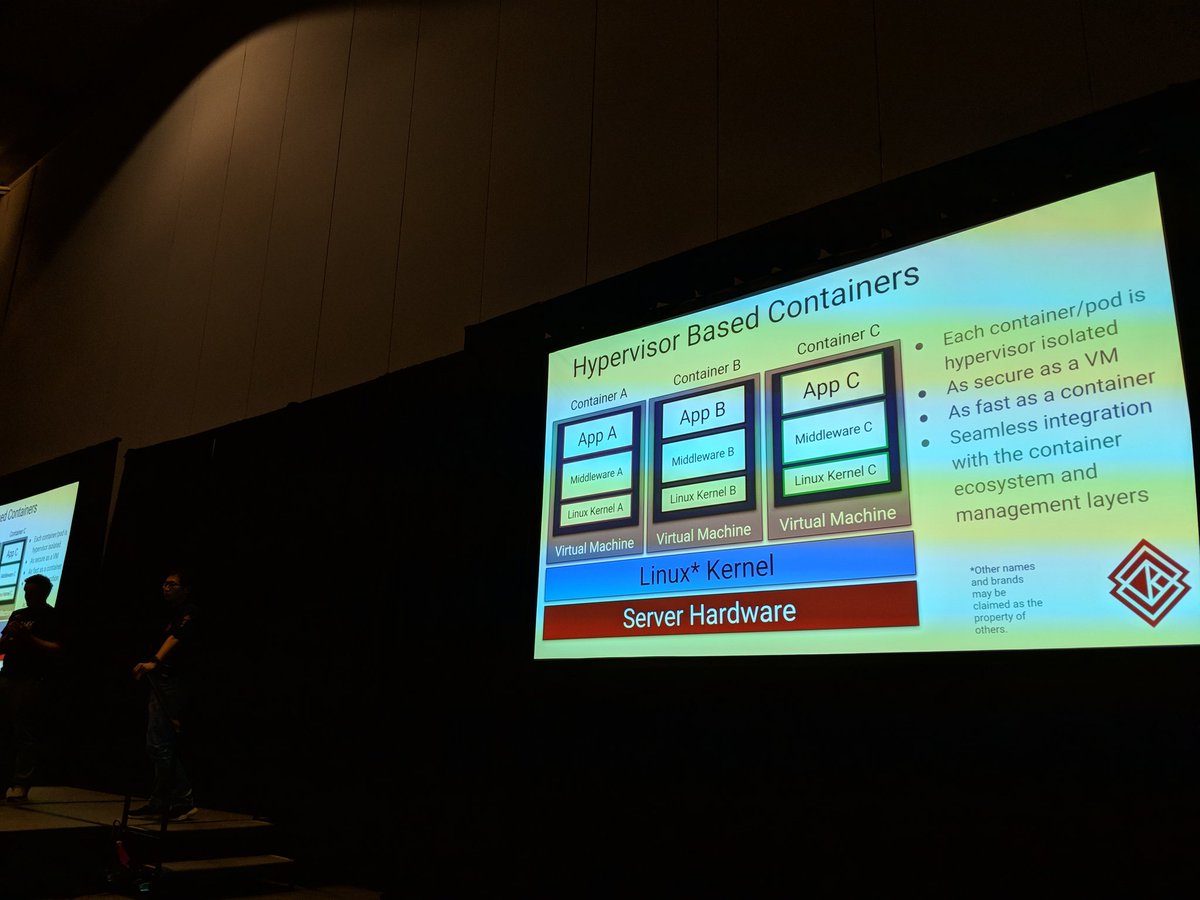 Hypervisor Based Containers
Container A
App A
Middleware A
Linux Kernel A
Virtual Machine
Container B
App B
Middleware B
Linux Kernel B
Virtual Machine
Container C
App C
Middleware C
Linux Kernel C
Virtual Machine
Linux* Kernel
Server Hardware
• Each container/pod is
hypervisor isolated
• As secure as a VM
• As fast as a container
• Seamless integration
with the container
ecosystem and
management layers
*Other names
and brands
may be
claimed as the
property of
others.
Containers
Container C
App C
• Each container/pod is
hypervisor isolated
• As secure as a VM
• As fast as a container